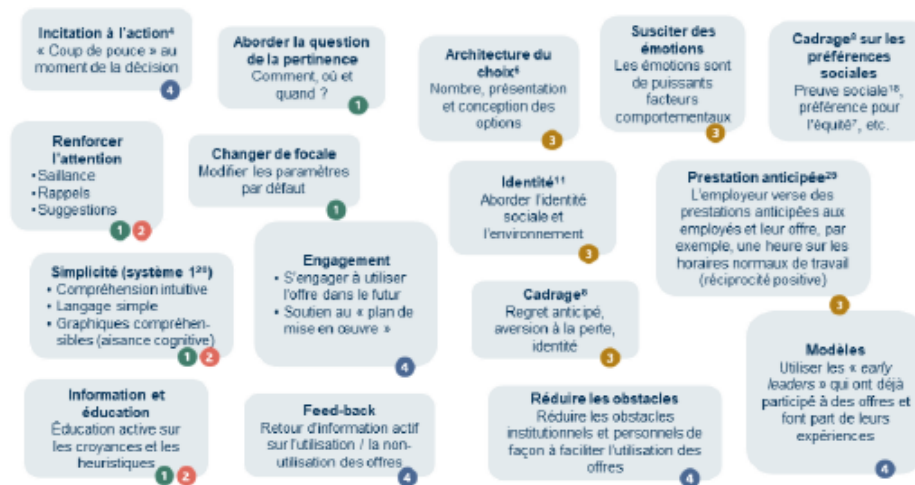 Incitation à l'action⁴
« Coup de pouce » au
moment de la décision
4
Aborder la question
de la pertinence
Comment, où et
quand ?
1
Architecture du
choix⁶
Nombre, présentation
et conception des
options
3
Susciter des
émotions
Les émotions sont
de puissants
facteurs
comportementaux
3
Cadrage⁸ sur les
préférences
sociales
Preuve sociale¹⁸,
préférence pour
l'équité⁷, etc.
3
Renforcer
l'attention
▪ Saillance
▪ Rappels
▪ Suggestions
1 2
Changer de focale
Modifier les paramètres
par défaut
1
Identité¹¹
Aborder l'identité
sociale et
l'environnement
3
Prestation anticipée²⁹
L'employeur verse des
prestations anticipées aux
employés et leur offre, par
exemple, une heure sur les
horaires normaux de travail
(réciprocité positive)
3
Simplicité (système 1²⁰)
• Compréhension intuitive
• Langage simple
• Graphiques compréhen-
sibles (aisance cognitive)
1 2
Engagement
• S'engager à utiliser
l'offre dans le futur
• Soutien au « plan de
mise en œuvre »
4
Cadrage⁸
Regret anticipé,
aversion à la perte,
identité
3
Modèles
Utiliser les « early
leaders » qui ont déjà
participé à des offres et
font part de leurs
expériences
4
Information et
éducation
Éducation active sur
les croyances et les
heuristiques
1 2
Feed-back
Retour d'information actif
sur l'utilisation / la non-
utilisation des offres
4
Réduire les obstacles
Réduire les obstacles
institutionnels et personnels de
façon à faciliter l'utilisation des
offres
4